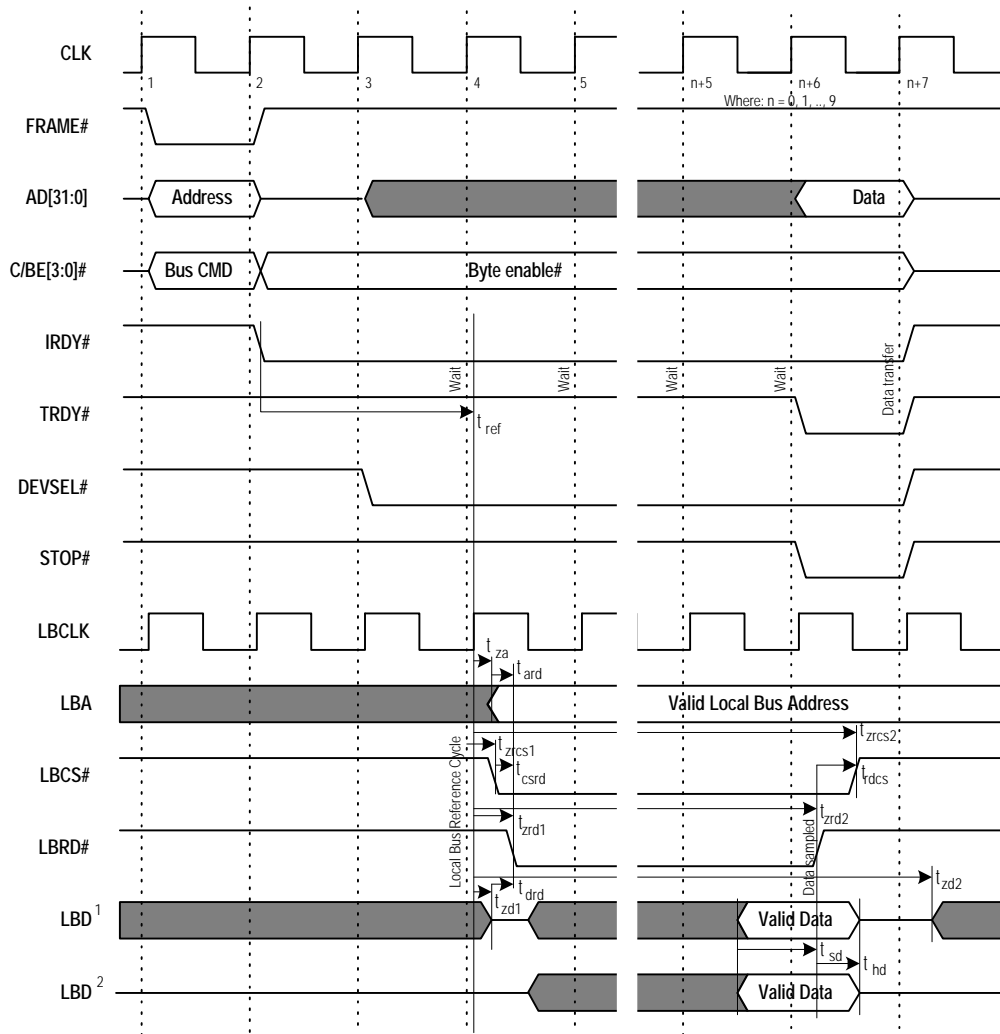 CLK
1
2
3
4
5
n+5
n+6
n+7
Where: n = 0, 1, .., 9
FRAME#
AD[31:0]
Address
Data
C/BE[3:0]#
Bus CMD
Byte enable#
IRDY#
Wait
Wait
Wait
Wait
Data transfer
TRDY#
t ref
DEVSEL#
STOP#
LBCLK
t za
t ard
LBA
Valid Local Bus Address
t zrcs1
t zrcs2
LBCS#
t csrd
t rdcs
Local Bus Reference Cycle
t zrd1
t zrd2
LBRD#
Data sampled
t drd
t zd1
t zd2
LBD 1
Valid Data
t sd
t hd
LBD 2
Valid Data